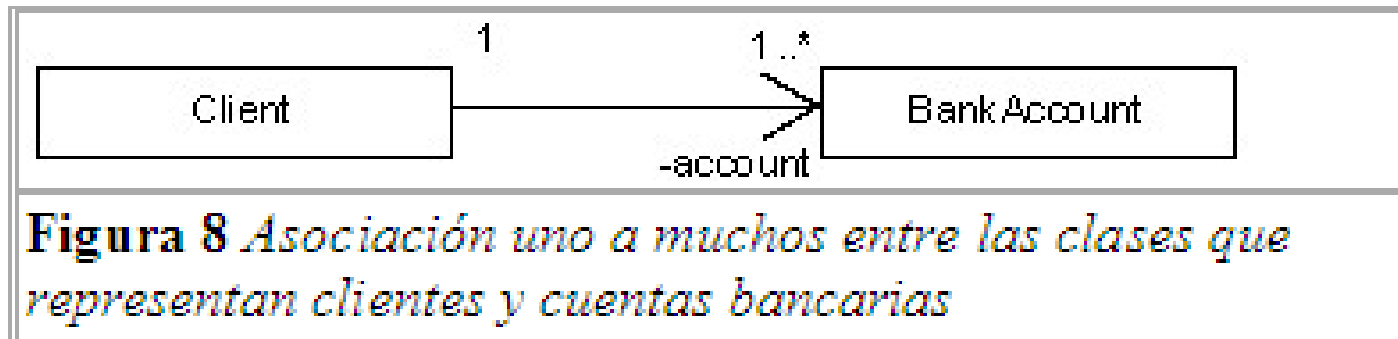 1 1..*
Client BankAccount
-account
Figura 8 Asociación uno a muchos entre las clases que
representan clientes y cuentas bancarias